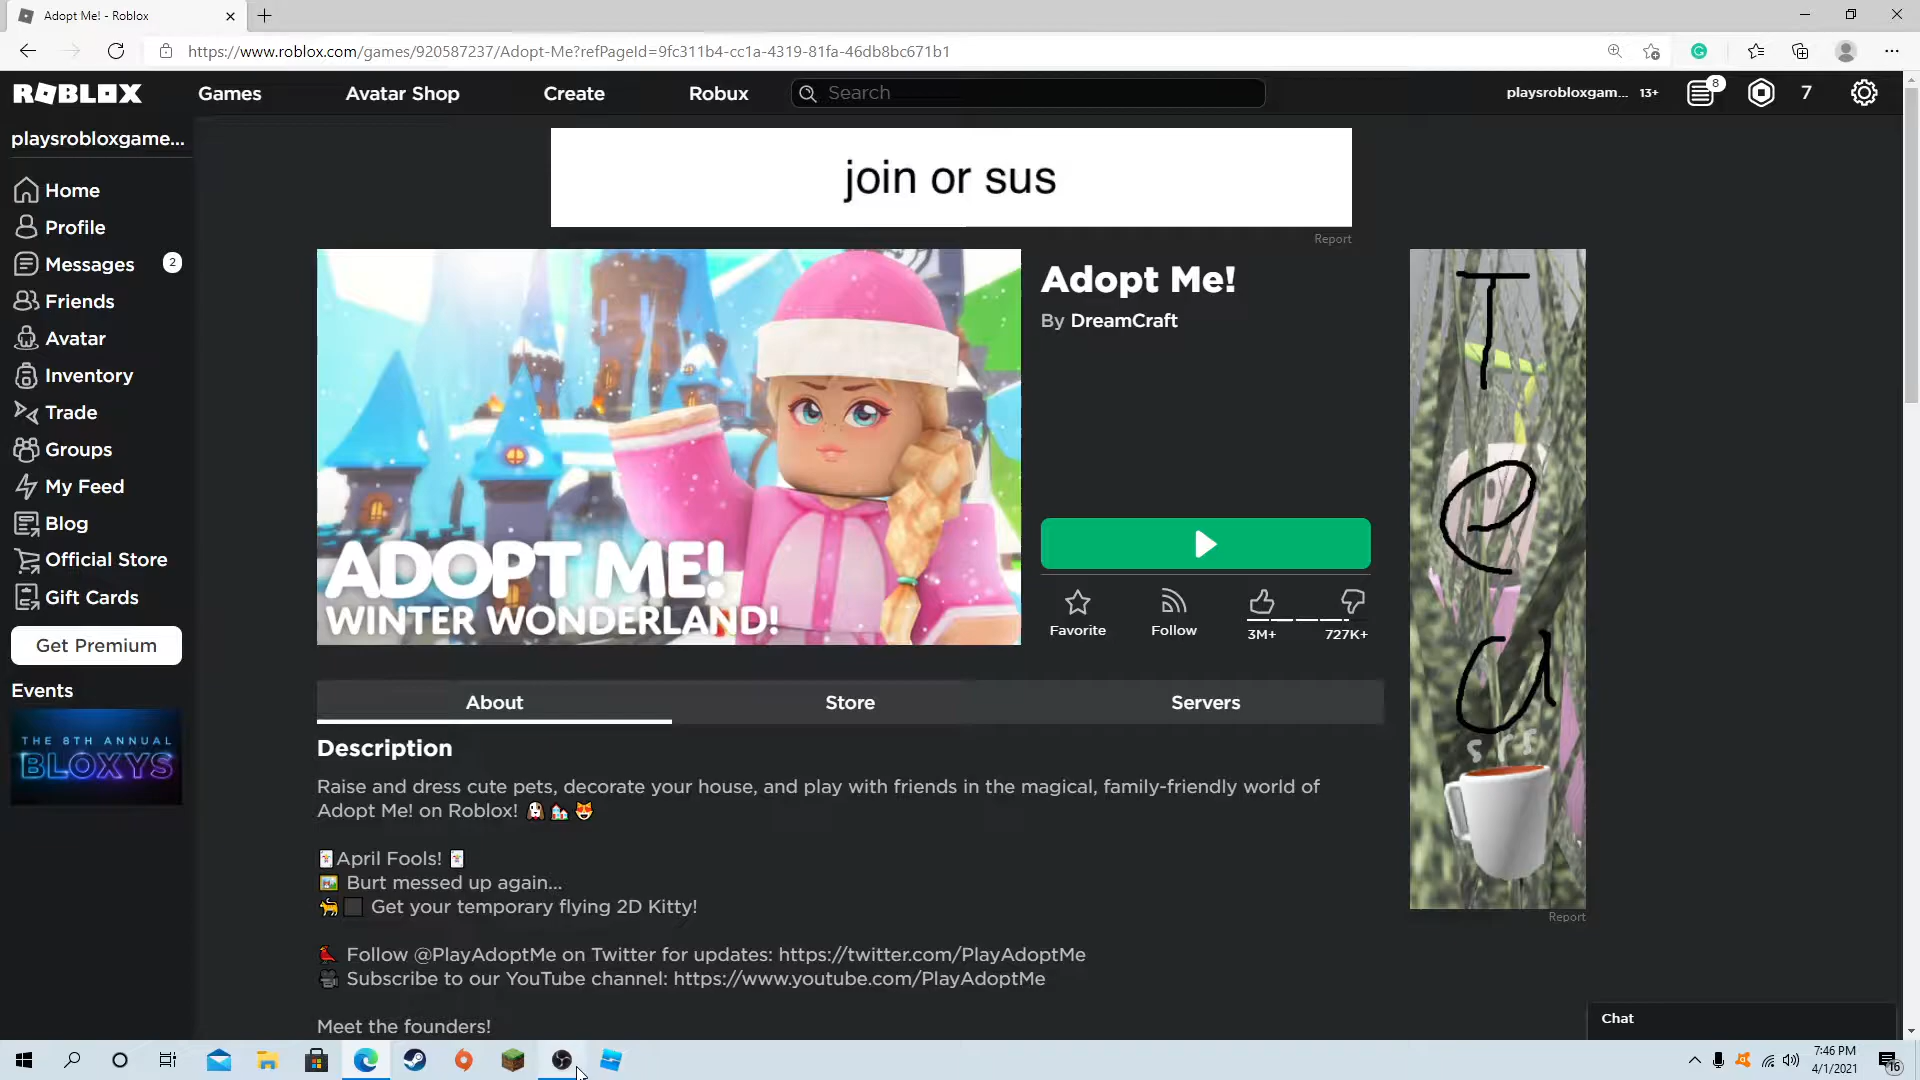 Adopt Me! - Roblox
https://www.roblox.com/games/920587237/Adopt-Me?refPageId=9fc311b4-cc1a-4319-81fa-46db8bc671b1
ROBLOX
Games
Avatar Shop
Create
Robux
Search
playsrobloxgam... 13+
8
7
playsrobloxgame...
Home
Profile
Messages 2
Friends
Avatar
Inventory
Trade
Groups
My Feed
Blog
Official Store
Gift Cards
Get Premium
Events
THE 8TH ANNUAL
BLOXYS
join or sus
Report
ADOPT ME!
WINTER WONDERLAND!
Adopt Me!
By DreamCraft
Favorite
Follow
3M+
727K+
T
e
a
srs
Report
About
Store
Servers
Description
Raise and dress cute pets, decorate your house, and play with friends in the magical, family-friendly world of
Adopt Me! on Roblox! 🐶 🏡 😻
🃏April Fools! 🃏
🖼️ Burt messed up again...
🐈⬛ Get your temporary flying 2D Kitty!
🐦 Follow @PlayAdoptMe on Twitter for updates: https://twitter.com/PlayAdoptMe
🎥 Subscribe to our YouTube channel: https://www.youtube.com/PlayAdoptMe
Meet the founders!
Chat
7:46 PM
4/1/2021
16